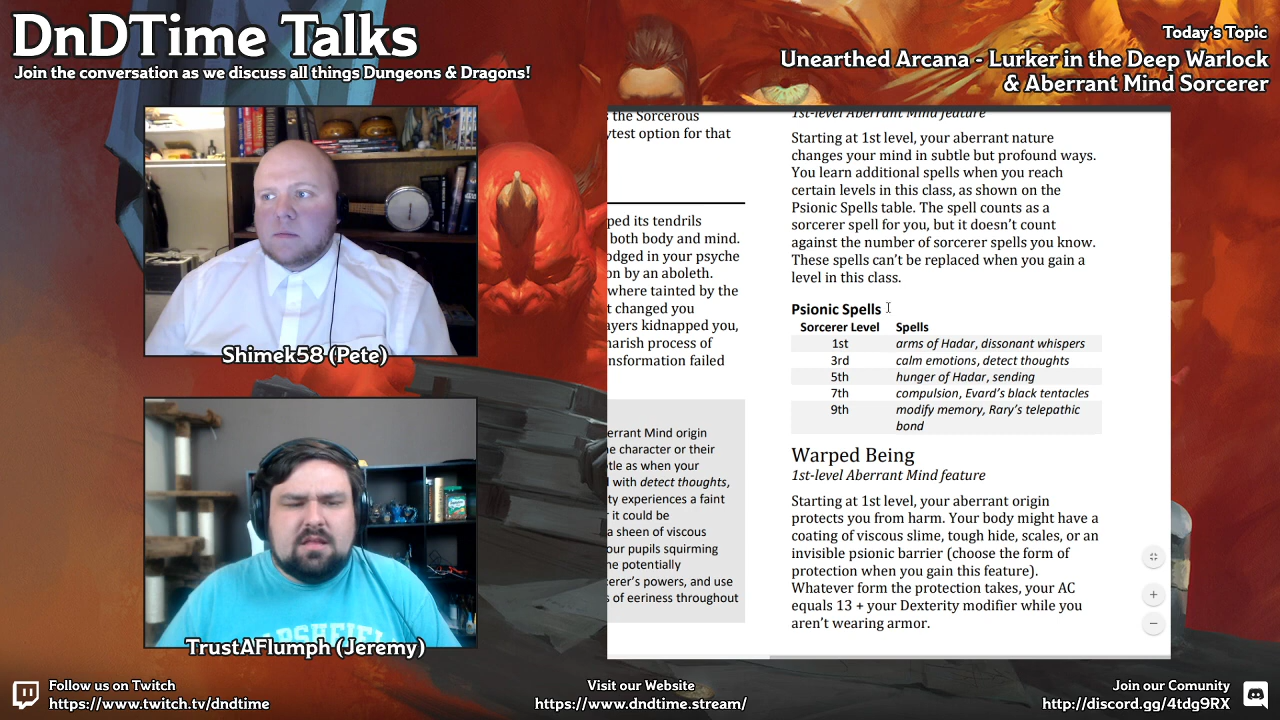 DnDTime Talks
Join the conversation as we discuss all things Dungeons & Dragons!
Today's Topic
Unearthed Arcana - Lurker in the Deep Warlock
& Aberrant Mind Sorcerer
Shimek58 (Pete)
TrustAFlumph (Jeremy)
the Sorcerous
test option for that
ped its tendrils
both body and mind.
odged in your psyche
on by an aboleth.
where tainted by the
t changed you
ayers kidnapped you,
marish process of
nsformation failed
errant Mind origin
e character or their
tle as when your
with detect thoughts,
ty experiences a faint
it could be
a sheen of viscous
our pupils squirming
me potentially
cerer's powers, and use
s of eeriness throughout
1st-level Aberrant Mind feature
Starting at 1st level, your aberrant nature
changes your mind in subtle but profound ways.
You learn additional spells when you reach
certain levels in this class, as shown on the
Psionic Spells table. The spell counts as a
sorcerer spell for you, but it doesn't count
against the number of sorcerer spells you know.
These spells can't be replaced when you gain a
level in this class.
Psionic Spells
Sorcerer Level Spells
1st arms of Hadar, dissonant whispers
3rd calm emotions, detect thoughts
5th hunger of Hadar, sending
7th compulsion, Evard's black tentacles
9th modify memory, Rary's telepathic
bond
Warped Being
1st-level Aberrant Mind feature
Starting at 1st level, your aberrant origin
protects you from harm. Your body might have a
coating of viscous slime, tough hide, scales, or an
invisible psionic barrier (choose the form of
protection when you gain this feature).
Whatever form the protection takes, your AC
equals 13 + your Dexterity modifier while you
aren't wearing armor.
Follow us on Twitch
https://www.twitch.tv/dndtime
Visit our Website
https://www.dndtime.stream/
Join our Comunity
http://discord.gg/4tdg9RX